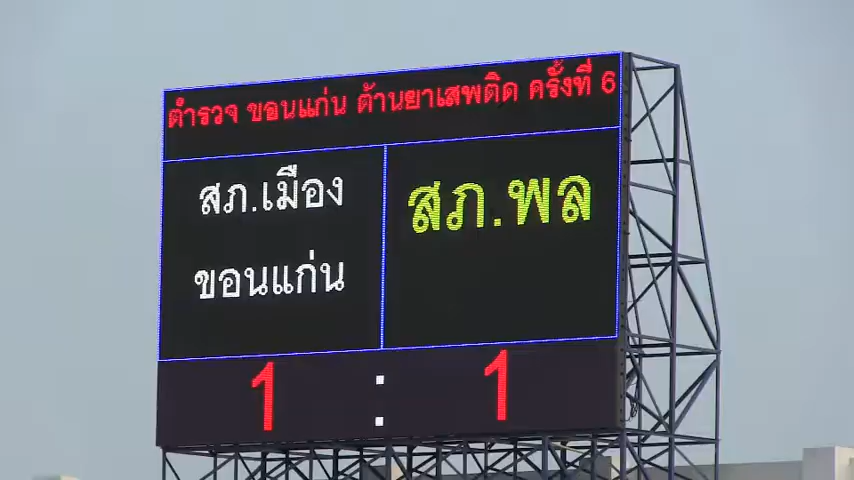 ตำรวจ ขอนแก่น ต้านยาเสพติด ครั้งที่ 6
สภ.เมือง
ขอนแก่น
สภ.พล
1 : 1